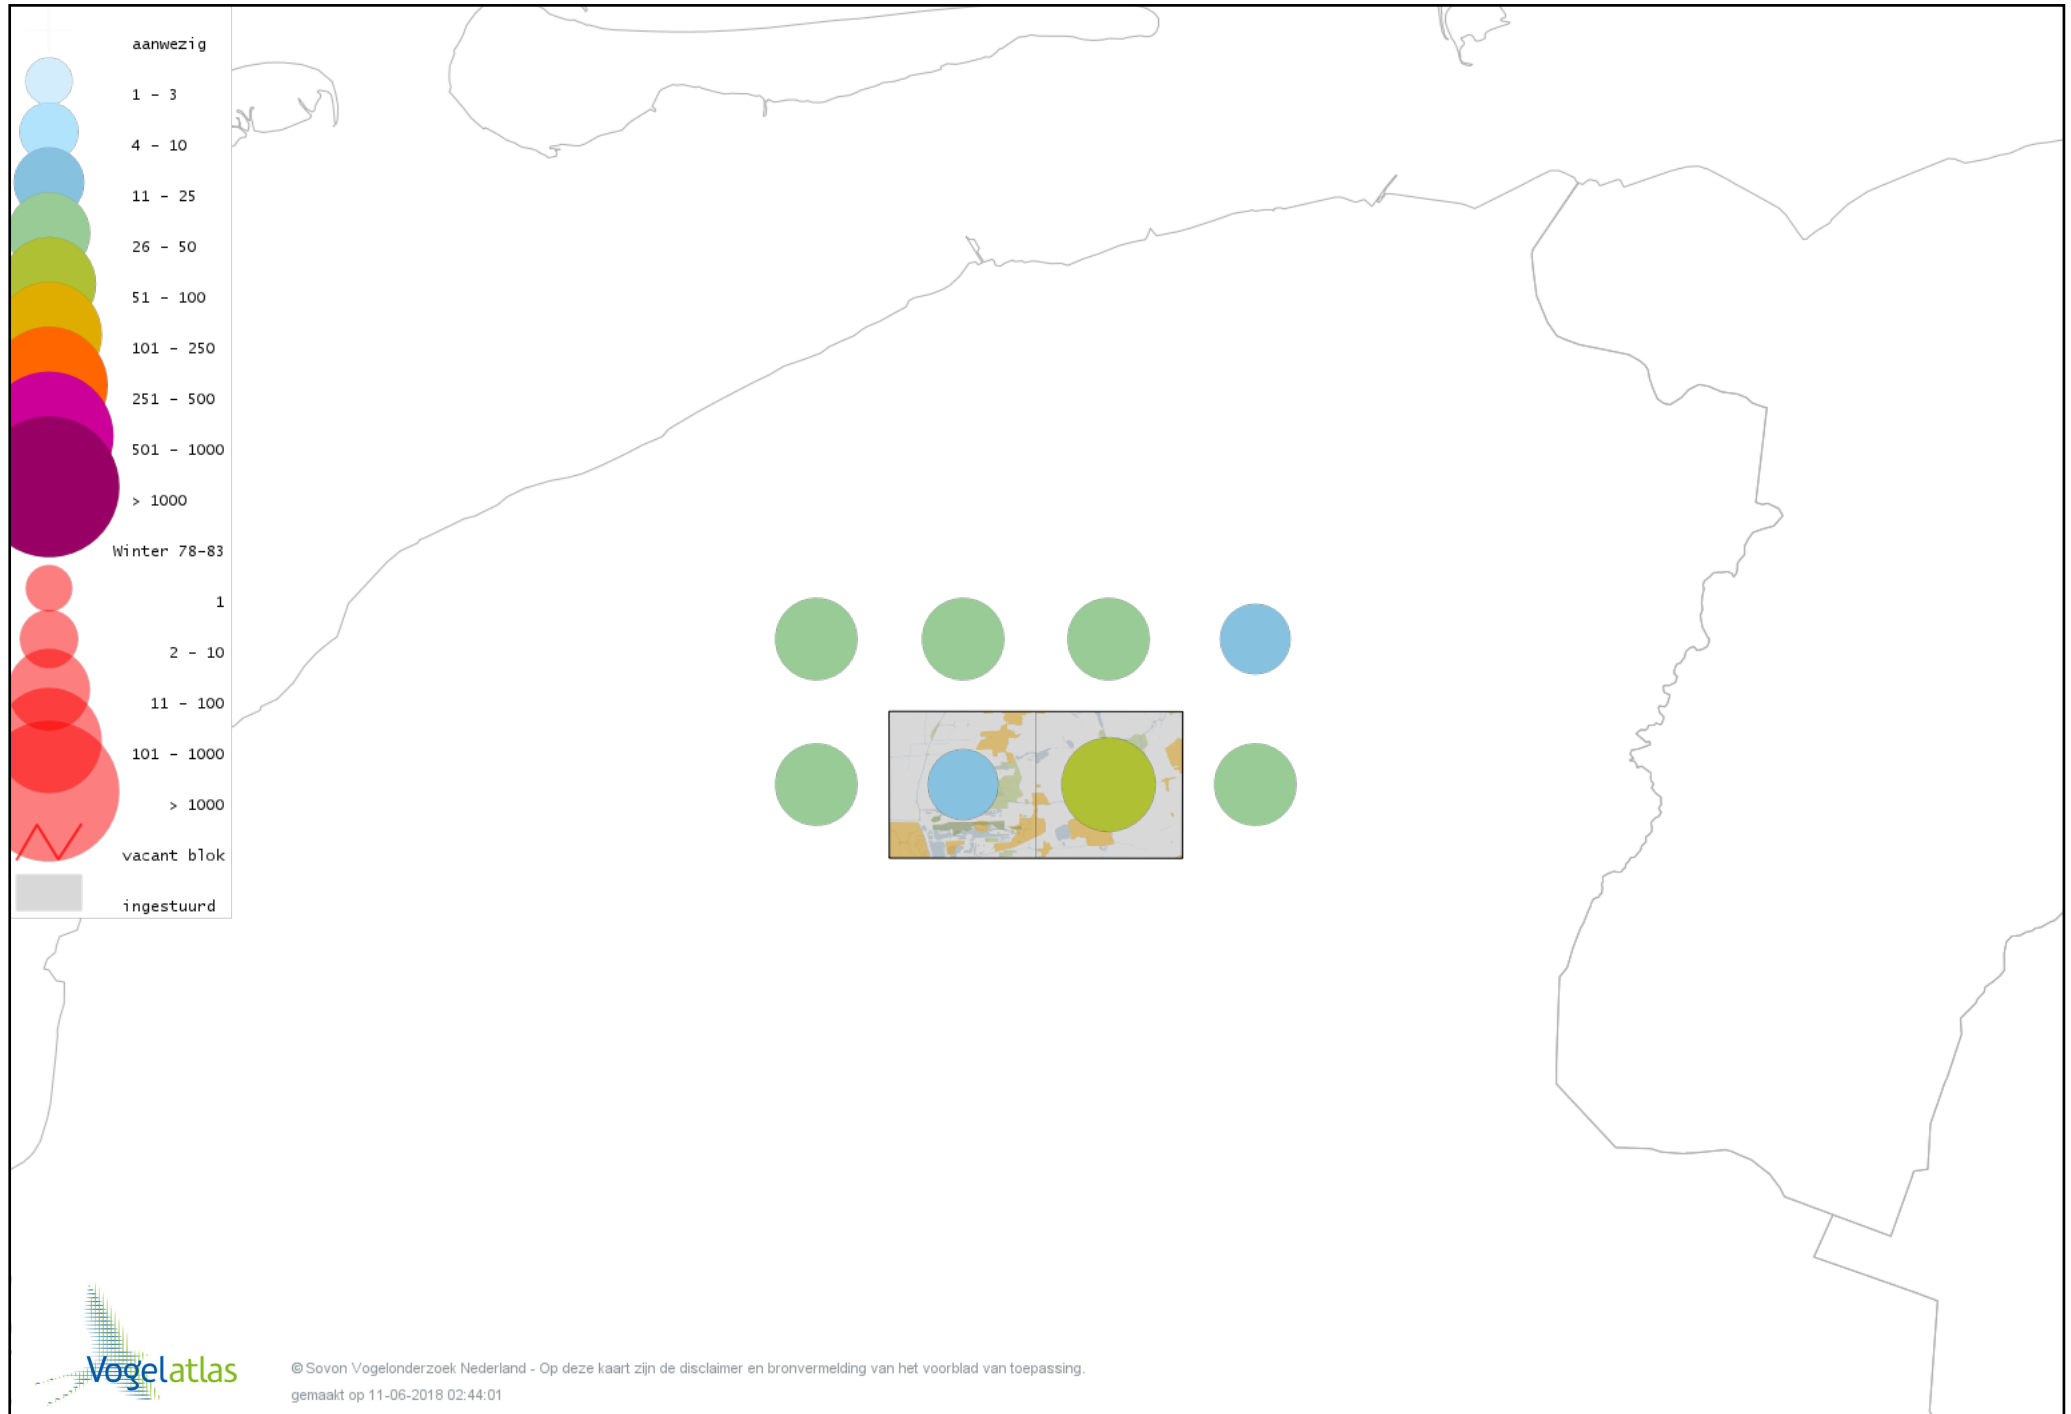 aanwezig
1 - 3
4 - 10
11 - 25
26 - 50
51 - 100
101 - 250
251 - 500
501 - 1000
> 1000
Winter 78-83
1
2 - 10
11 - 100
101 - 1000
> 1000
vacant blok
ingestuurd
Vogelatlas
© Sovon Vogelonderzoek Nederland - Op deze kaart zijn de disclaimer en bronvermelding van het voorblad van toepassing.
gemaakt op 11-06-2018 02:44:01